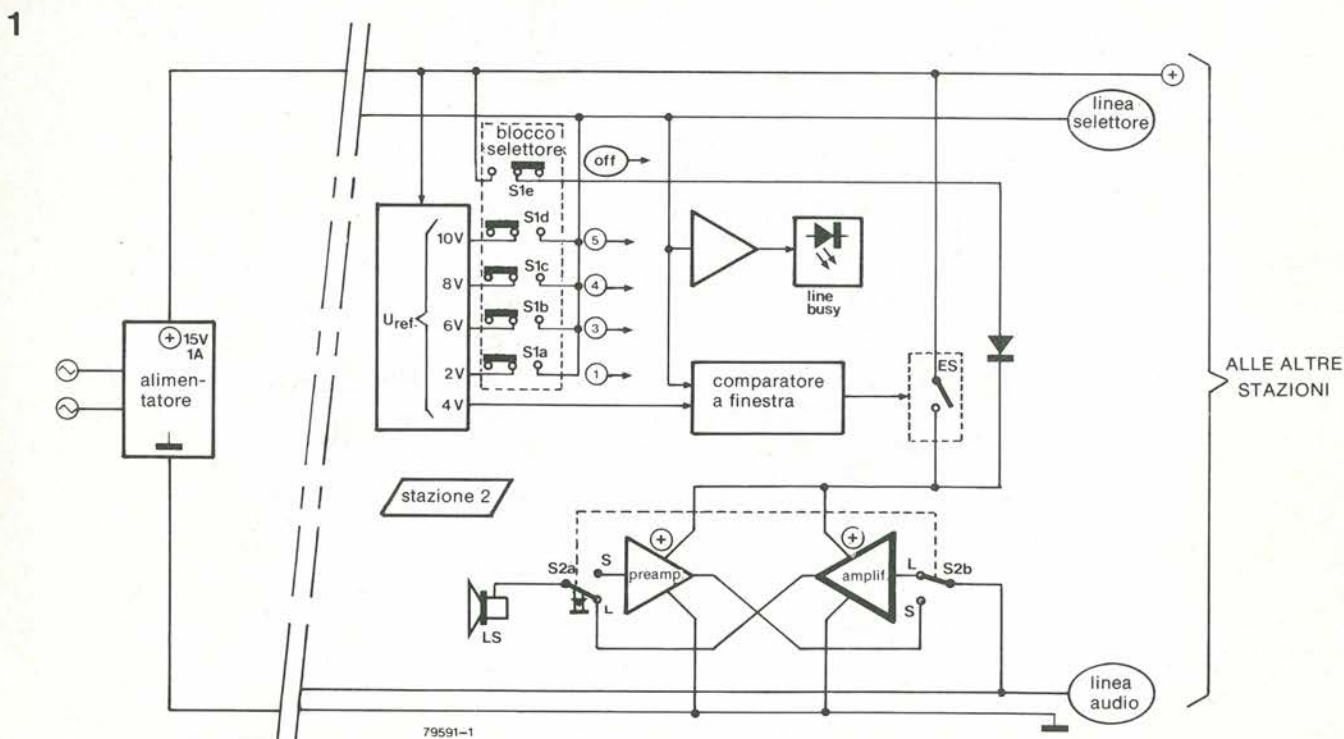 1
+
linea
selettore
blocco
selettore
off
S1e
10V
S1d
5
8V
S1c
4
Uref.
6V
S1b
3
2V
S1a
1
4V
line
busy
+ 15V
1A
alimen-
tatore
comparatore
a finestra
ES
ALLE ALTRE
STAZIONI
stazione 2
S2a
S
L
LS
+
preamp.
+
amplif.
L
S2b
S
linea
audio
79591-1